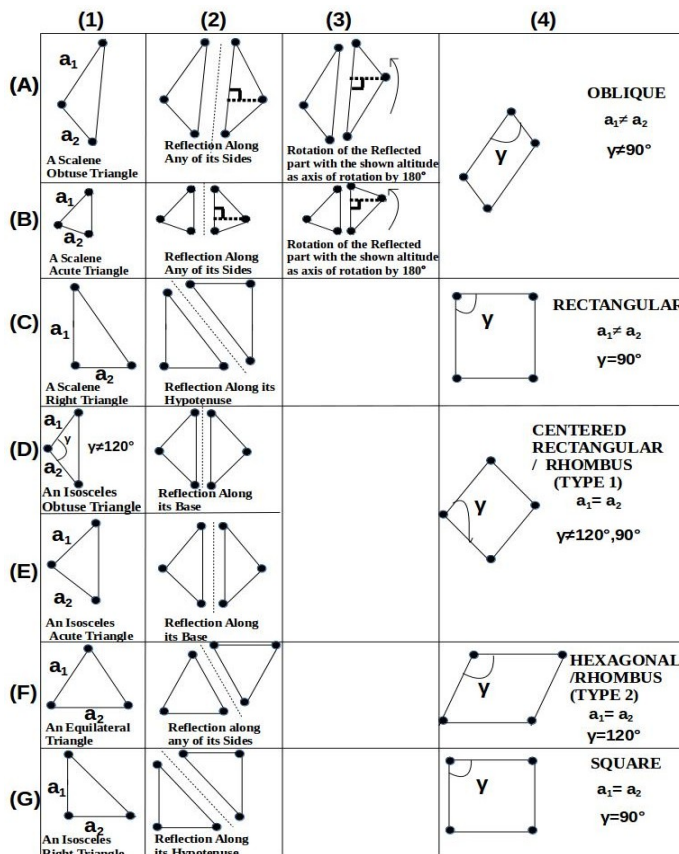 (1) (2) (3) (4)
(A)
a₁
a₂
A Scalene
Obtuse Triangle
Reflection Along
Any of its Sides
Rotation of the Reflected
part with the shown altitude
as axis of rotation by 180°
γ
OBLIQUE
a₁≠ a₂
γ≠90°
(B)
a₁
a₂
A Scalene
Acute Triangle
Reflection Along
Any of its Sides
Rotation of the Reflected
part with the shown altitude
as axis of rotation by 180°
(C)
a₁
a₂
A Scalene
Right Triangle
Reflection Along its
Hypotenuse
γ
RECTANGULAR
a₁≠ a₂
γ=90°
(D)
a₁
γ
γ≠120°
a₂
An Isosceles
Obtuse Triangle
Reflection Along
its Base
γ
CENTERED
RECTANGULAR
/ RHOMBUS
(TYPE 1)
a₁= a₂
γ≠120°,90°
(E)
a₁
a₂
An Isosceles
Acute Triangle
Reflection Along
its Base
(F)
a₁
a₂
An Equilateral
Triangle
Reflection along
any of its Sides
γ
HEXAGONAL
/RHOMBUS
(TYPE 2)
a₁= a₂
γ=120°
(G)
a₁
a₂
An Isosceles
Right Triangle
Reflection Along
its Hypotenuse
γ
SQUARE
a₁= a₂
γ=90°